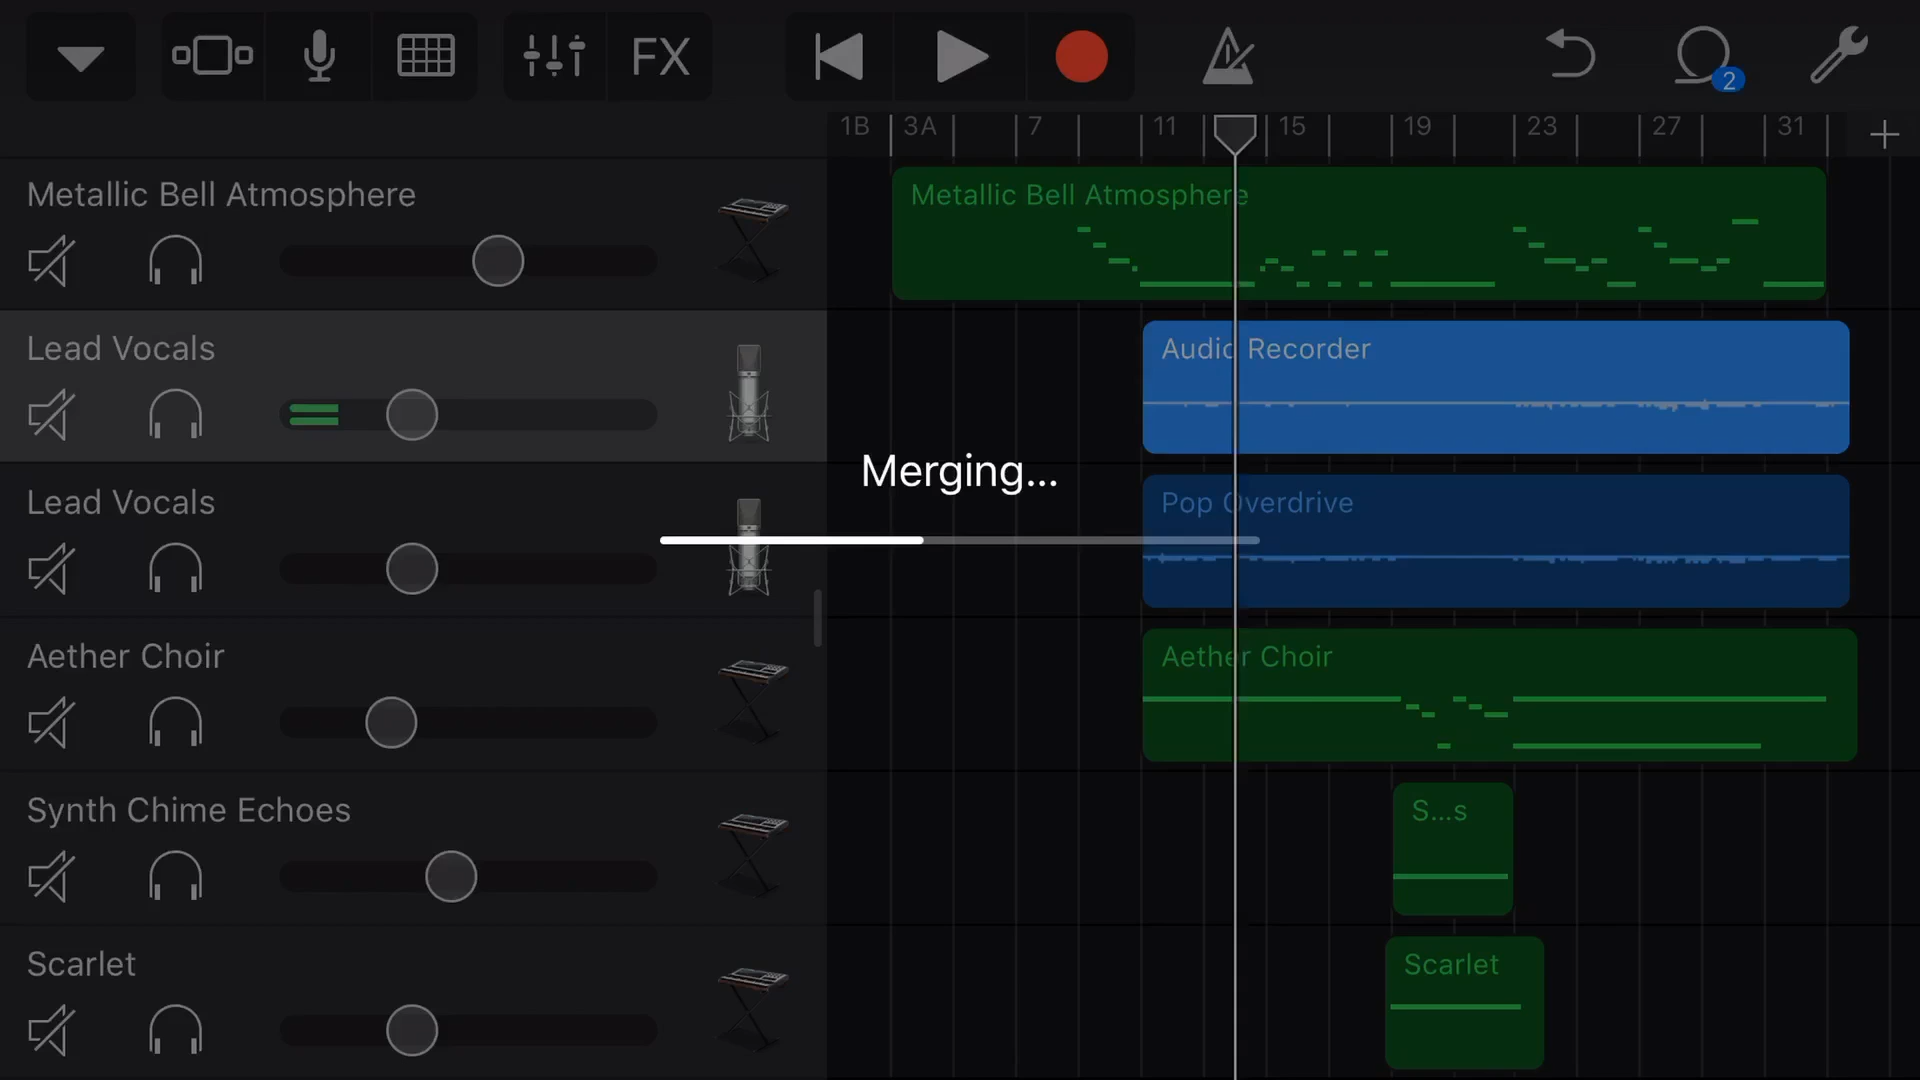 FX
2
1B 3A 7 11 15 19 23 27 31 +
Metallic Bell Atmosphere
Metallic Bell Atmosphere
Lead Vocals
Audio Recorder
Merging...
Lead Vocals
Pop Overdrive
Aether Choir
Aether Choir
Synth Chime Echoes
S...s
Scarlet
Scarlet